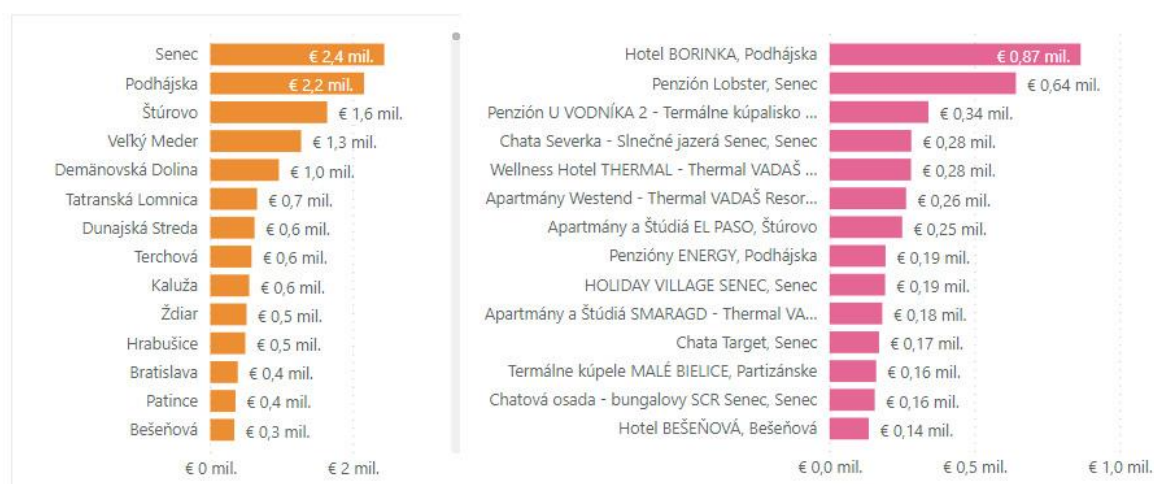 Senec € 2,4 mil.
Podhájska € 2,2 mil.
Štúrovo € 1,6 mil.
Veľký Meder € 1,3 mil.
Demänovská Dolina € 1,0 mil.
Tatranská Lomnica € 0,7 mil.
Dunajská Streda € 0,6 mil.
Terchová € 0,6 mil.
Kaluža € 0,6 mil.
Ždiar € 0,5 mil.
Hrabušice € 0,5 mil.
Bratislava € 0,4 mil.
Patince € 0,4 mil.
Bešeňová € 0,3 mil.
€ 0 mil. € 2 mil.
Hotel BORINKA, Podhájska € 0,87 mil.
Penzión Lobster, Senec € 0,64 mil.
Penzión U VODNÍKA 2 - Termálne kúpalisko ... € 0,34 mil.
Chata Severka - Slnečné jazerá Senec, Senec € 0,28 mil.
Wellness Hotel THERMAL - Thermal VADAŠ ... € 0,28 mil.
Apartmány Westend - Thermal VADAŠ Resor... € 0,26 mil.
Apartmány a Štúdiá EL PASO, Štúrovo € 0,25 mil.
Penzióny ENERGY, Podhájska € 0,19 mil.
HOLIDAY VILLAGE SENEC, Senec € 0,19 mil.
Apartmány a Štúdiá SMARAGD - Thermal VA... € 0,18 mil.
Chata Target, Senec € 0,17 mil.
Termálne kúpele MALÉ BIELICE, Partizánske € 0,16 mil.
Chatová osada - bungalovy SCR Senec, Senec € 0,16 mil.
Hotel BEŠEŇOVÁ, Bešeňová € 0,14 mil.
€ 0,0 mil. € 0,5 mil. € 1,0 mil.